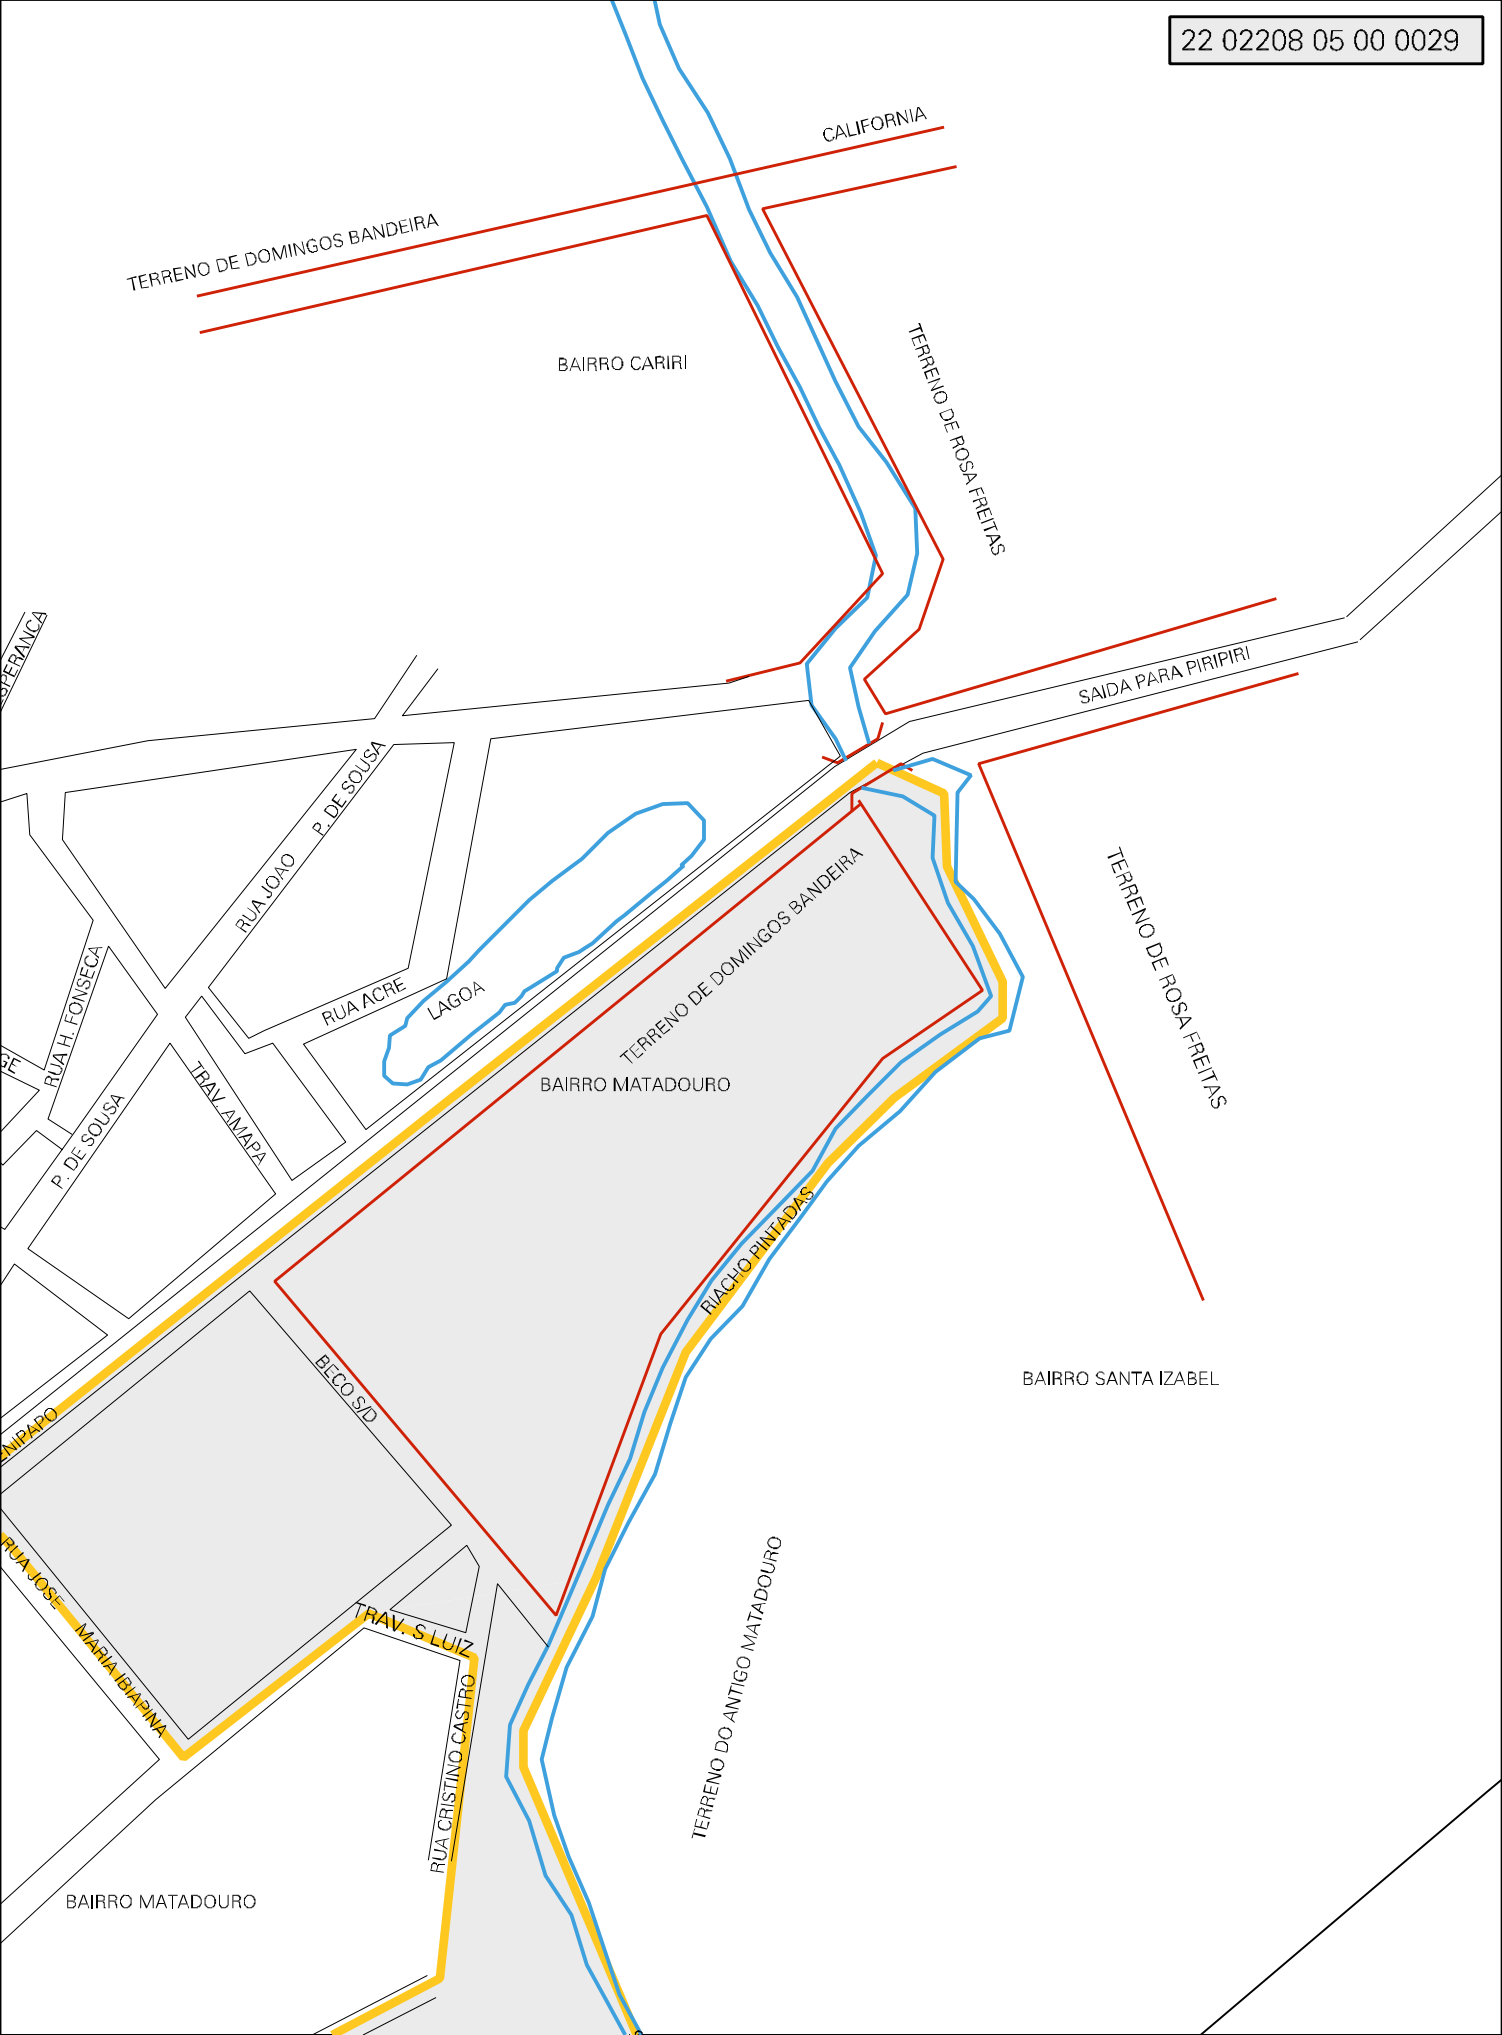 22 02208 05 00 0029
CALIFORNIA
TERRENO DE DOMINGOS BANDEIRA
BAIRRO CARIRI
TERRENO DE ROSA FREITAS
SAIDA PARA PIRIPIRI
SPERANCA
P. DE SOUSA
RUA JOAO
RUA H. FONSECA
RUA ACRE
LAGOA
TERRENO DE DOMINGOS BANDEIRA
TERRENO DE ROSA FREITAS
GE
TRAV. AMAPA
P. DE SOUSA
BAIRRO MATADOURO
RIACHO PINTADAS
BECO S/D
BAIRRO SANTA IZABEL
ENIPAPO
RUA JOSE
MARIA IBIAPINA
TRAV. S LUIZ
RUA CRISTINO CASTRO
TERRENO DO ANTIGO MATADOURO
BAIRRO MATADOURO